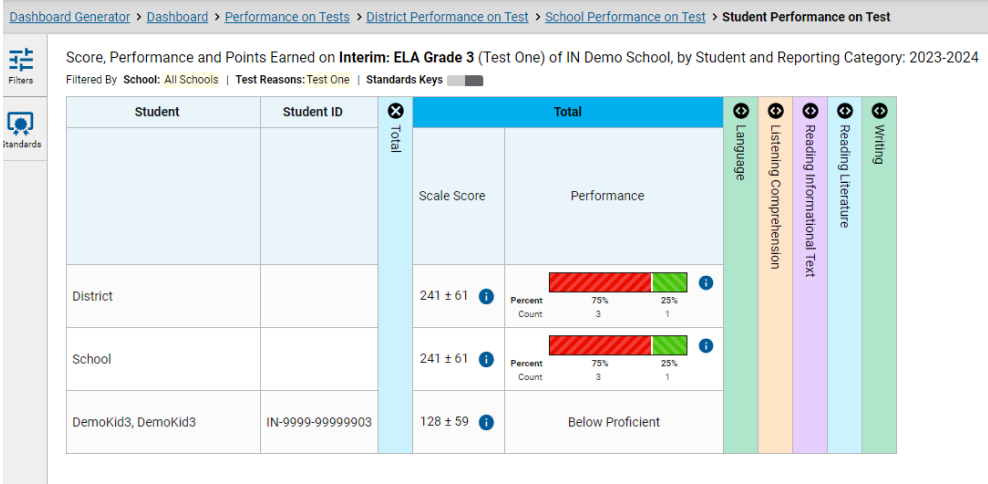 Dashboard Generator > Dashboard > Performance on Tests > District Performance on Test > School Performance on Test > Student Performance on Test
Filters
Standards
Score, Performance and Points Earned on Interim: ELA Grade 3 (Test One) of IN Demo School, by Student and Reporting Category: 2023-2024
Filtered By School: All Schools | Test Reasons: Test One | Standards Keys
Student Student ID Total Total Language Listening Comprehension Reading Informational Text Reading Literature Writing
Scale Score Performance
District 241 ± 61 i i
Percent 75% 25%
Count 3 1
School 241 ± 61 i i
Percent 75% 25%
Count 3 1
DemoKid3, DemoKid3 IN-9999-99999903 128 ± 59 i Below Proficient